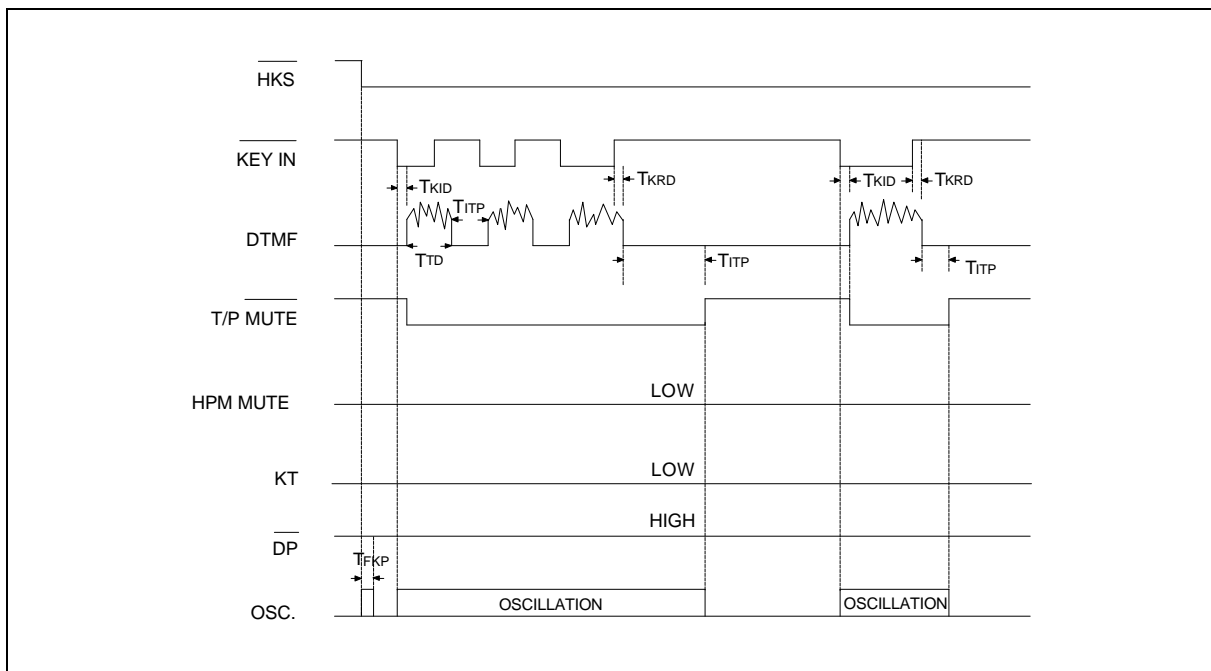 HKS
KEY IN
TKID
TKRD
TKID
TKRD
TITP
DTMF
TTD
TITP
TITP
T/P MUTE
LOW
HPM MUTE
LOW
KT
HIGH
DP
TFKP
OSCILLATION
OSCILLATION
OSC.